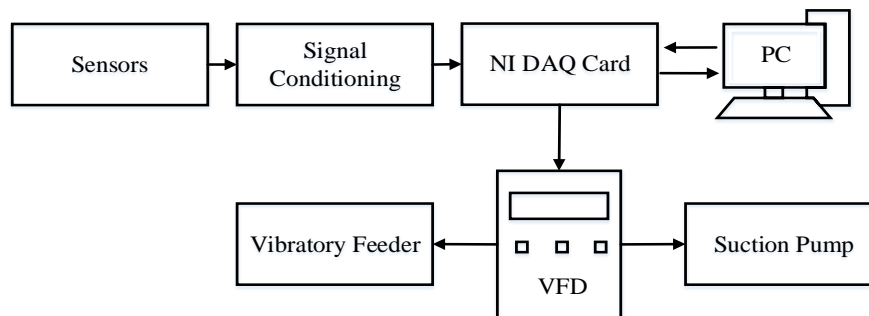 Sensors
Signal
Conditioning
NI DAQ Card
PC
Vibratory Feeder
VFD
Suction Pump